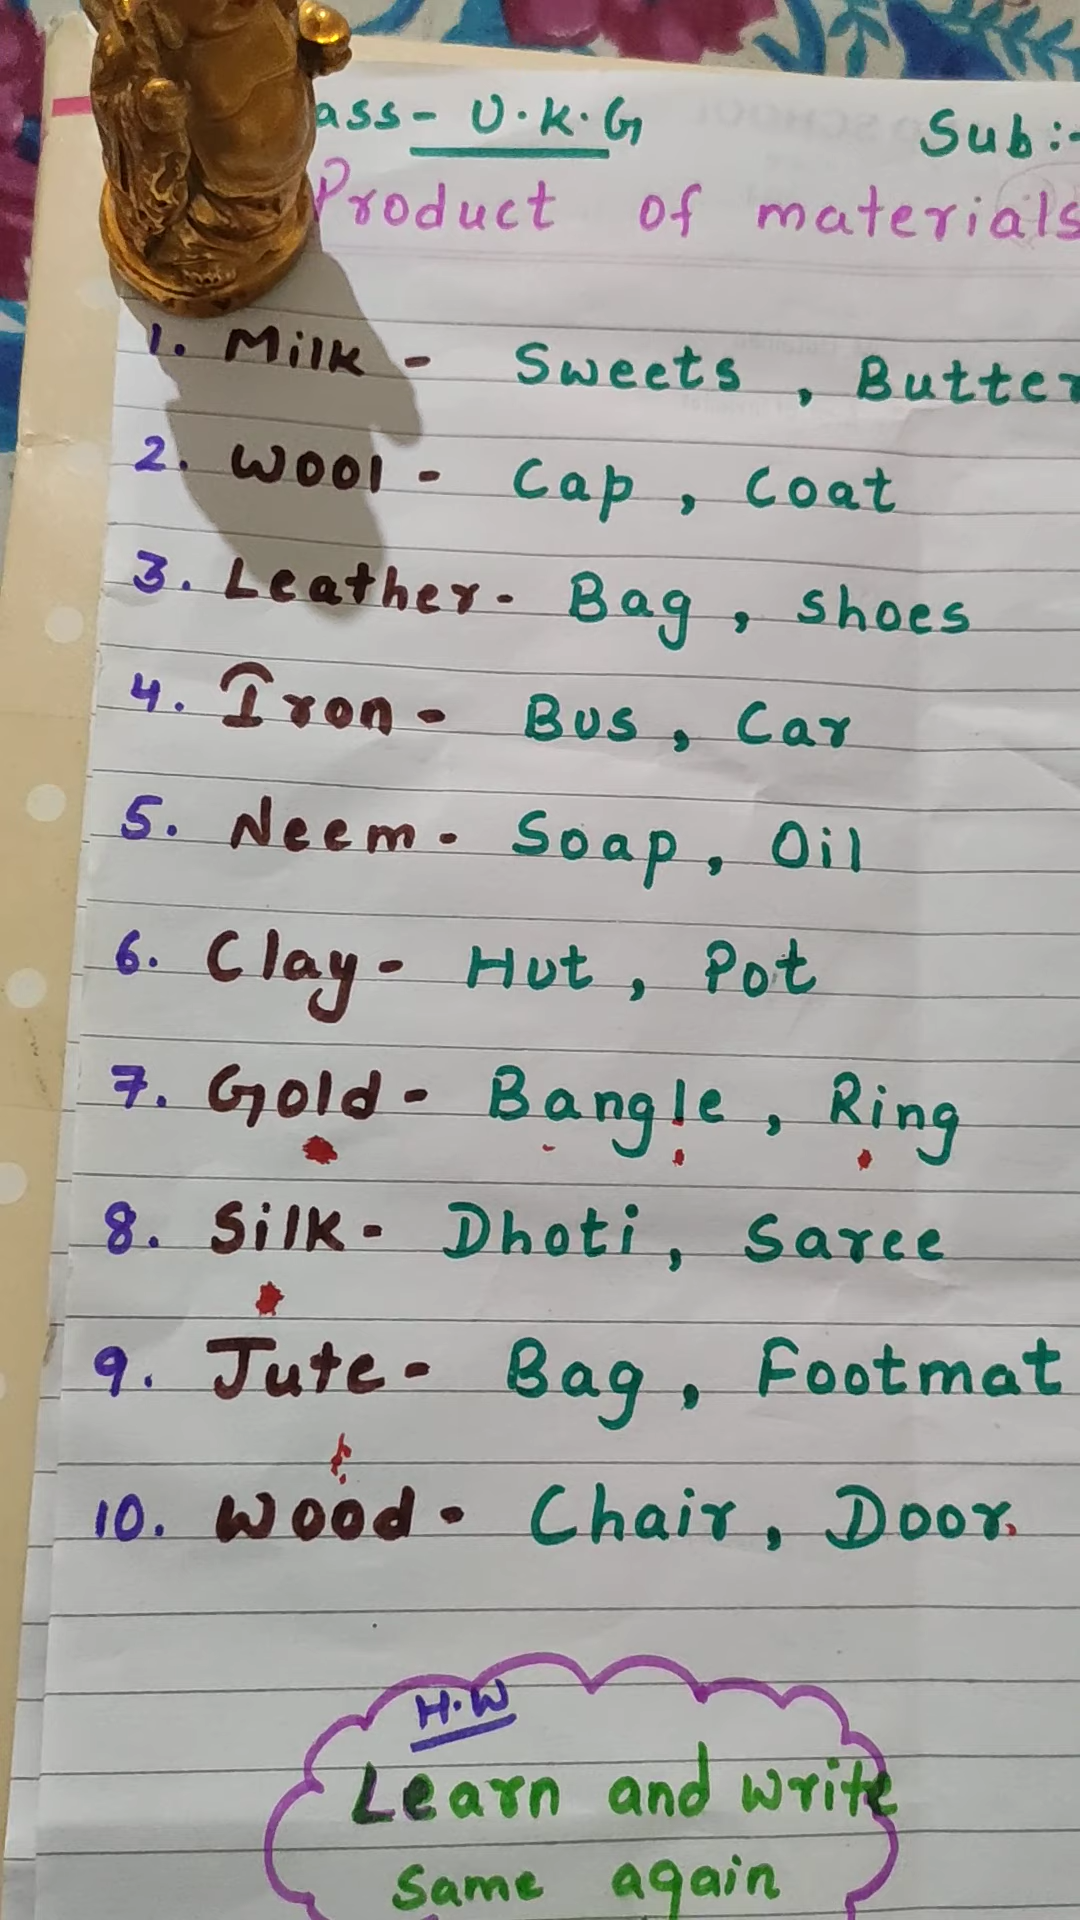 ass- U.K.G Sub:-
Product of materials
1. Milk - Sweets, Butter
2. Wool - Cap, Coat
3. Leather- Bag, Shoes
4. Iron- Bus, Car
5. Neem- Soap, Oil
6. Clay- Hut, Pot
7. Gold- Bangle, Ring
8. Silk- Dhoti, Saree
9. Jute- Bag, Footmat
10. Wood- Chair, Door.
H.W
Learn and write
same again